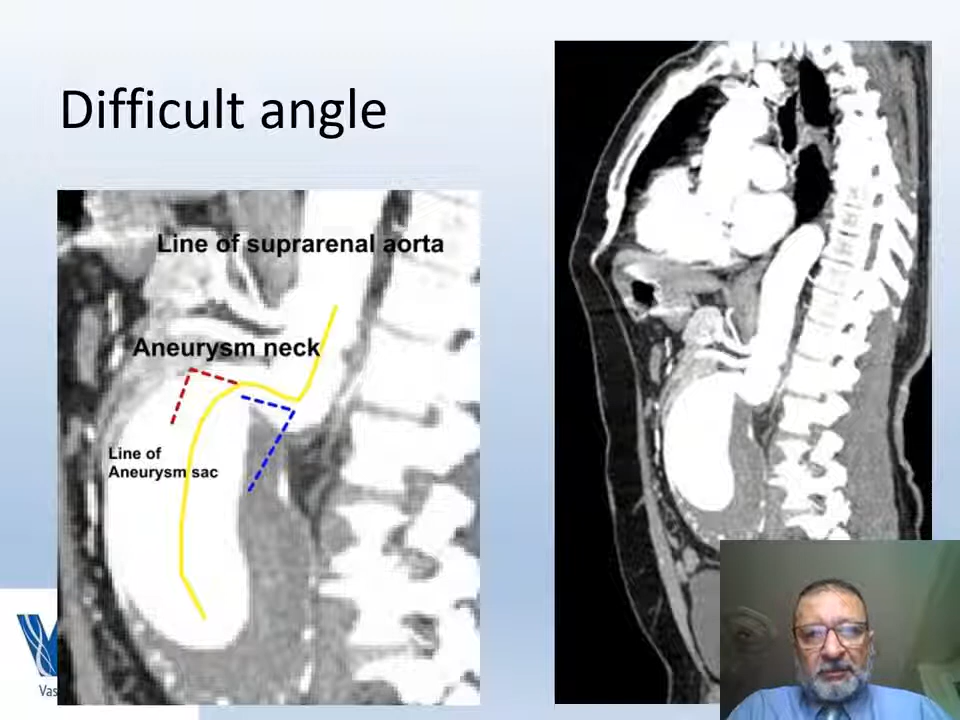 Difficult angle
Line of suprarenal aorta
Aneurysm neck
Line of
Aneurysm sac